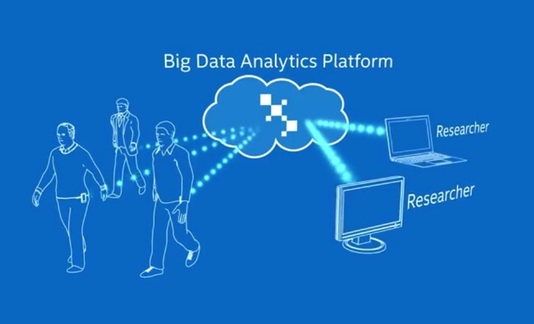 Big Data Analytics Platform
Researcher
Researcher